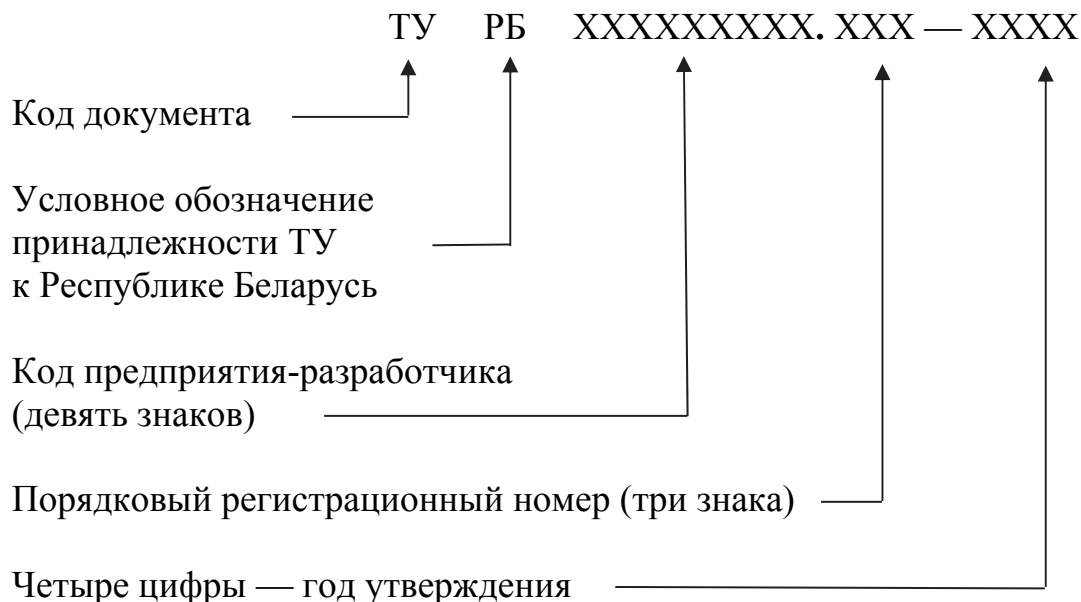 ТУ РБ XXXXXXXXX. XXX — XXXX
Код документа
Условное обозначение
принадлежности ТУ
к Республике Беларусь
Код предприятия-разработчика
(девять знаков)
Порядковый регистрационный номер (три знака)
Четыре цифры — год утверждения